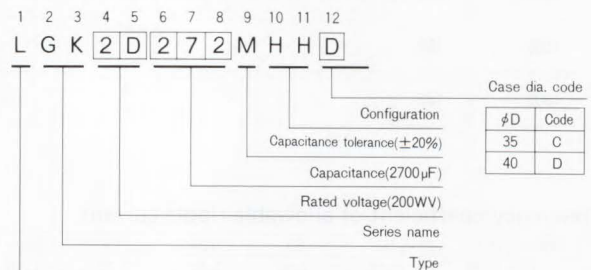 1 2 3 4 5 6 7 8 9 10 11 12
L G K 2 D 2 7 2 M H H D
Case dia. code
Configuration
φD Code
Capacitance tolerance(±20%)
35 C
Capacitance(2700μF)
40 D
Rated voltage(200WV)
Series name
Type